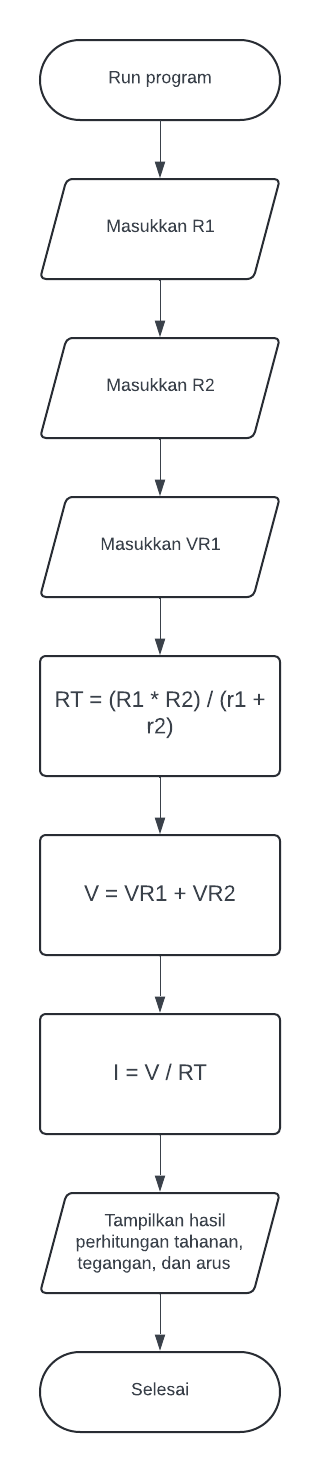 Run program
Masukkan R1
Masukkan R2
Masukkan VR1
RT = (R1 * R2) / (r1 +
r2)
V = VR1 + VR2
I = V / RT
Tampilkan hasil
perhitungan tahanan,
tegangan, dan arus
Selesai